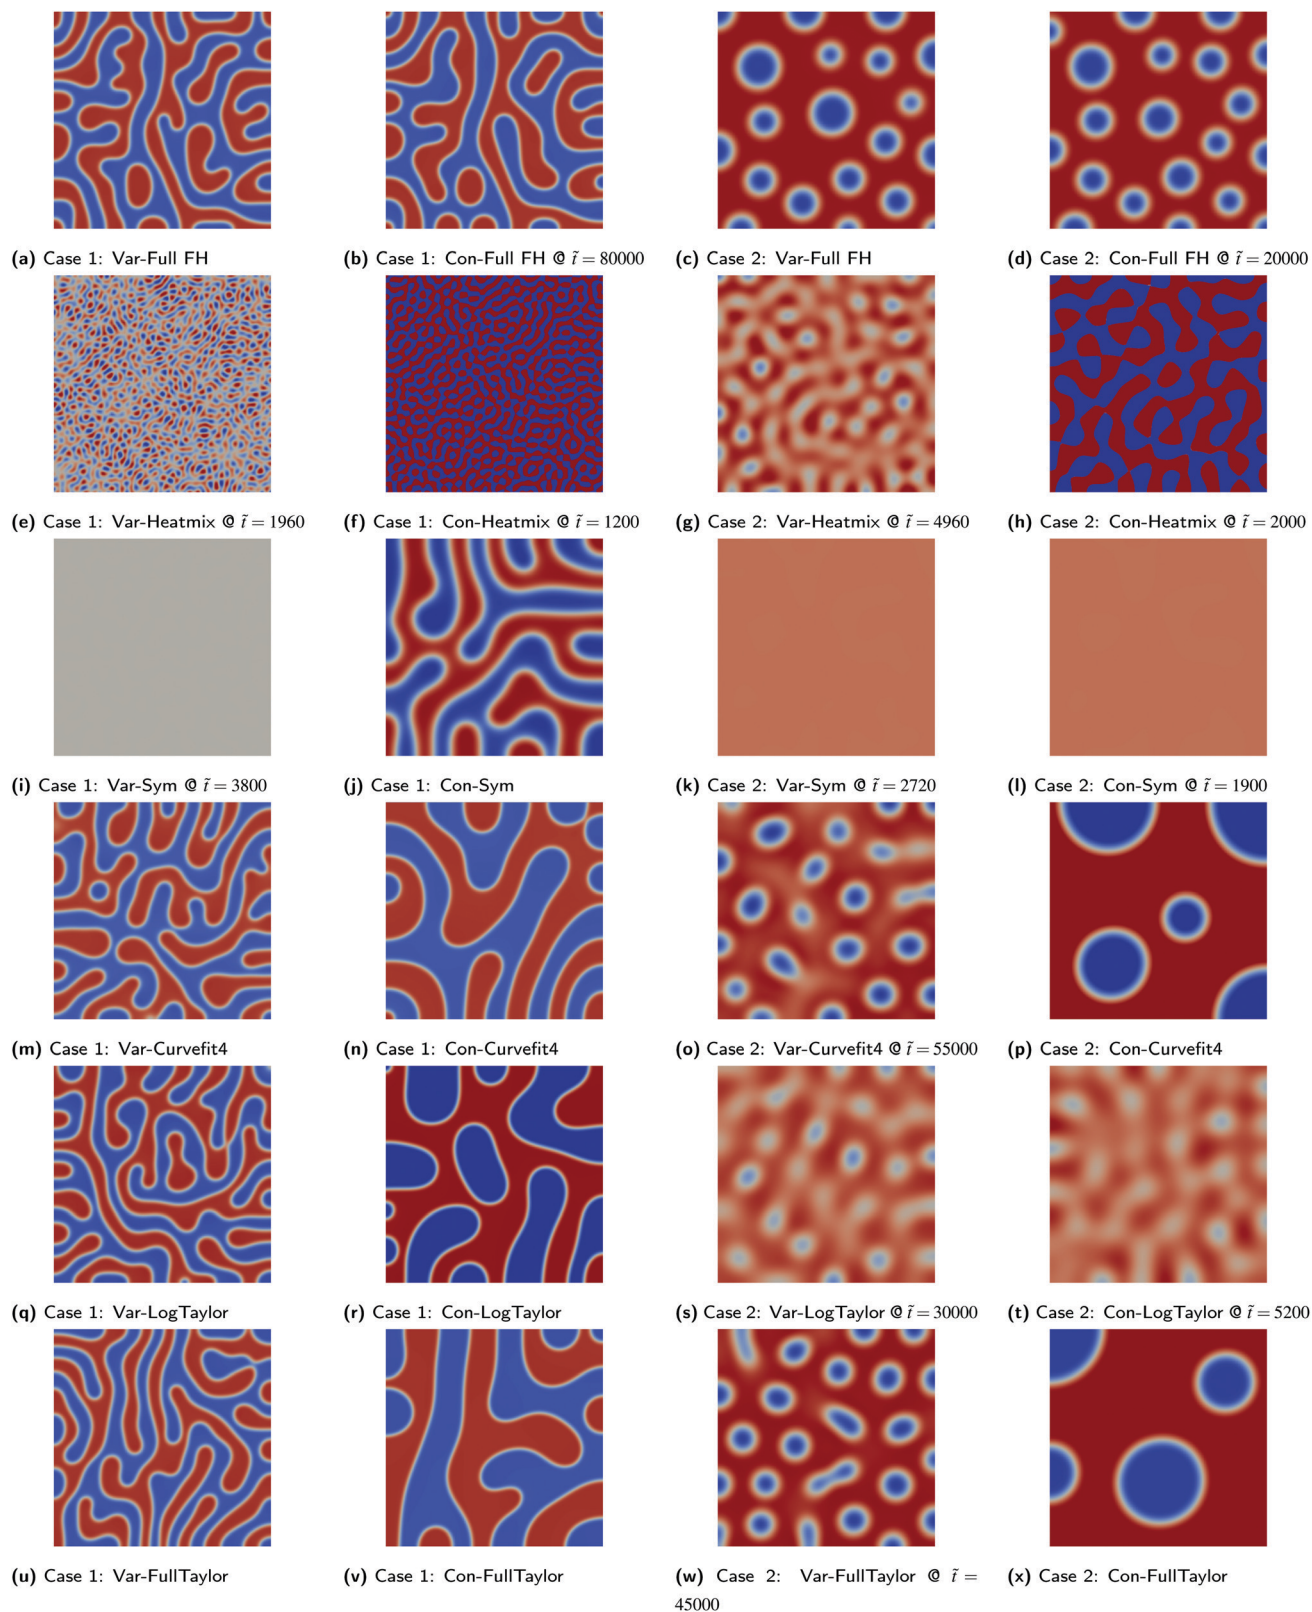 (a) Case 1: Var-Full FH
(b) Case 1: Con-Full FH @ t̃ = 80000
(c) Case 2: Var-Full FH
(d) Case 2: Con-Full FH @ t̃ = 20000
(e) Case 1: Var-Heatmix @ t̃ = 1960
(f) Case 1: Con-Heatmix @ t̃ = 1200
(g) Case 2: Var-Heatmix @ t̃ = 4960
(h) Case 2: Con-Heatmix @ t̃ = 2000
(i) Case 1: Var-Sym @ t̃ = 3800
(j) Case 1: Con-Sym
(k) Case 2: Var-Sym @ t̃ = 2720
(l) Case 2: Con-Sym @ t̃ = 1900
(m) Case 1: Var-Curvefit4
(n) Case 1: Con-Curvefit4
(o) Case 2: Var-Curvefit4 @ t̃ = 55000
(p) Case 2: Con-Curvefit4
(q) Case 1: Var-LogTaylor
(r) Case 1: Con-LogTaylor
(s) Case 2: Var-LogTaylor @ t̃ = 30000
(t) Case 2: Con-LogTaylor @ t̃ = 5200
(u) Case 1: Var-FullTaylor
(v) Case 1: Con-FullTaylor
(w) Case 2: Var-FullTaylor @ t̃ =
45000
(x) Case 2: Con-FullTaylor